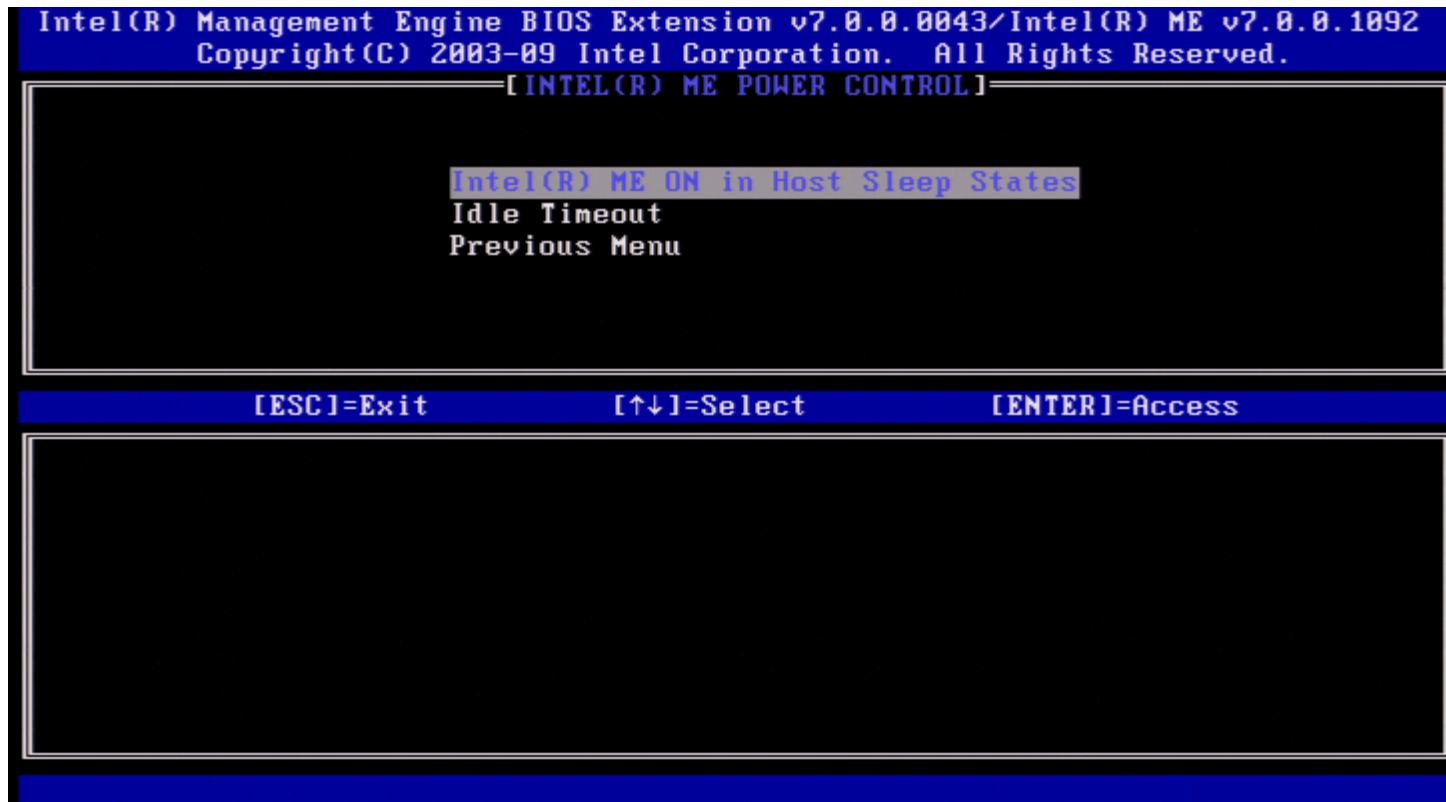 Intel(R) Management Engine BIOS Extension v7.0.0.0043/Intel(R) ME v7.0.0.1092
Copyright(C) 2003-09 Intel Corporation. All Rights Reserved.
[INTEL(R) ME POWER CONTROL]
Intel(R) ME ON in Host Sleep States
Idle Timeout
Previous Menu
[ESC]=Exit [↑↓]=Select [ENTER]=Access